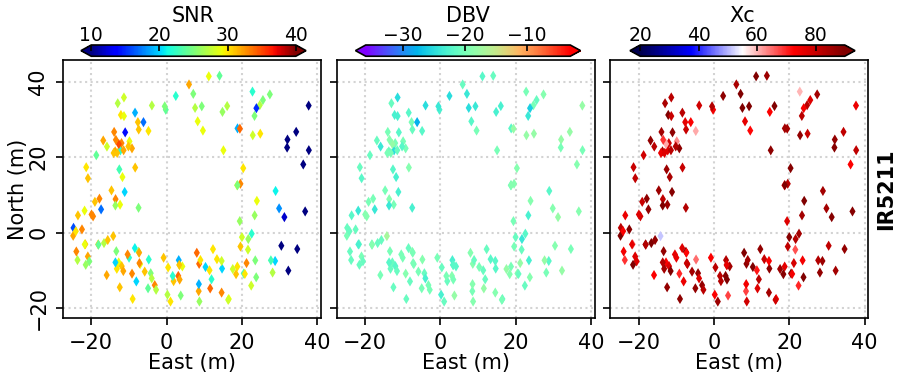 SNR DBV Xc
10 20 30 40 −30 −20 −10 20 40 60 80
40
20
0
−20
North (m)
IR5211
−20 0 20 40 −20 0 20 40 −20 0 20 40
East (m) East (m) East (m)